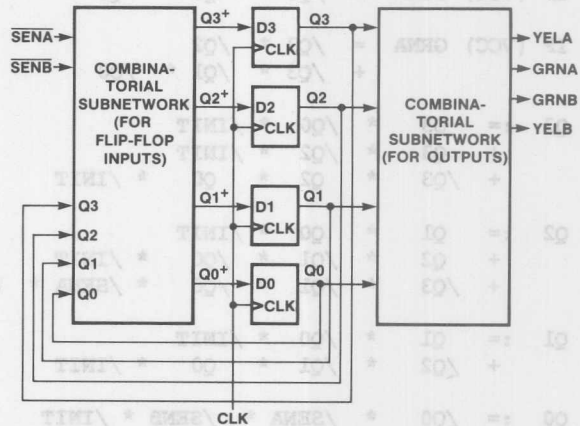 SENA
SENB
COMBINA-
TORIAL
SUBNETWORK
(FOR
FLIP-FLOP
INPUTS)
Q3
Q2
Q1
Q0
Q3+
Q2+
Q1+
Q0+
D3
CLK
D2
CLK
D1
CLK
D0
CLK
Q3
Q2
Q1
Q0
COMBINA-
TORIAL
SUBNETWORK
(FOR OUTPUTS)
YELA
GRNA
GRNB
YELB
CLK